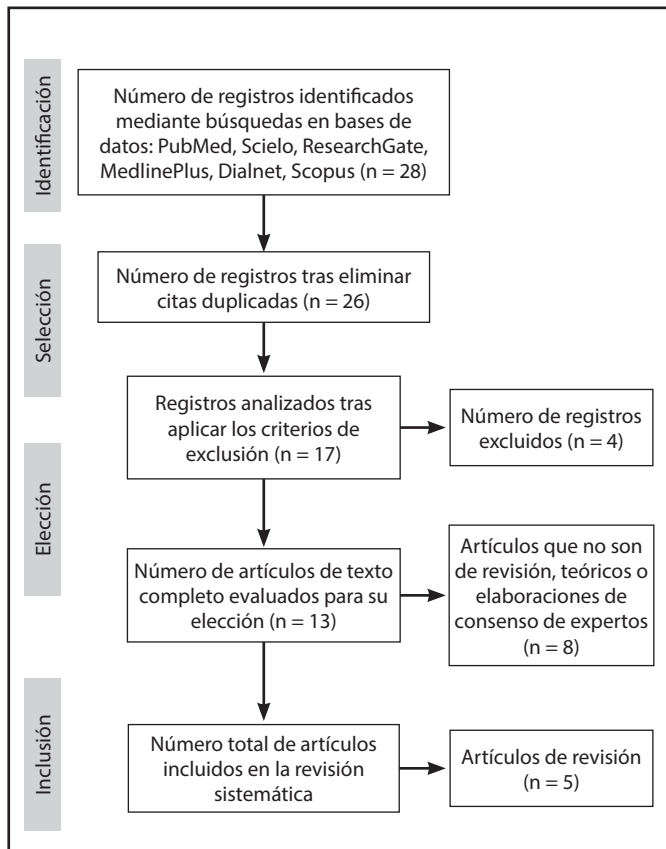 Identificación
Número de registros identificados
mediante búsquedas en bases de
datos: PubMed, Scielo, ResearchGate,
MedlinePlus, Dialnet, Scopus (n = 28)
Selección
Número de registros tras eliminar
citas duplicadas (n = 26)
Registros analizados tras
aplicar los criterios de
exclusión (n = 17)
Número de registros
excluidos (n = 4)
Elección
Número de artículos de texto
completo evaluados para su
elección (n = 13)
Artículos que no son
de revisión, teóricos o
elaboraciones de
consenso de expertos
(n = 8)
Inclusión
Número total de artículos
incluidos en la revisión
sistemática
Artículos de revisión
(n = 5)